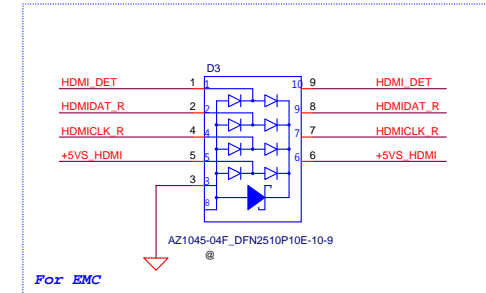 D3
HDMI_DET 1 1 10 9 HDMI_DET
HDMIDAT_R 2 2 9 8 HDMIDAT_R
HDMICLK_R 4 4 7 7 HDMICLK_R
+5VS_HDMI 5 5 6 6 +5VS_HDMI
3 3
8
AZ1045-04F_DFN2510P10E-10-9
@
For EMC